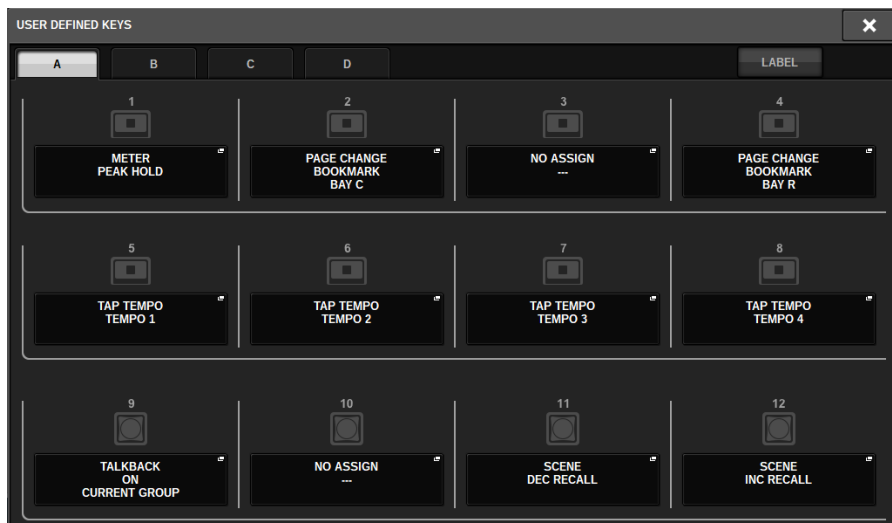 USER DEFINED KEYS
A B C D LABEL
1 2 3 4
METER
PEAK HOLD
PAGE CHANGE
BOOKMARK
BAY C
NO ASSIGN
---
PAGE CHANGE
BOOKMARK
BAY R
5 6 7 8
TAP TEMPO
TEMPO 1
TAP TEMPO
TEMPO 2
TAP TEMPO
TEMPO 3
TAP TEMPO
TEMPO 4
9 10 11 12
TALKBACK
ON
CURRENT GROUP
NO ASSIGN
---
SCENE
DEC RECALL
SCENE
INC RECALL